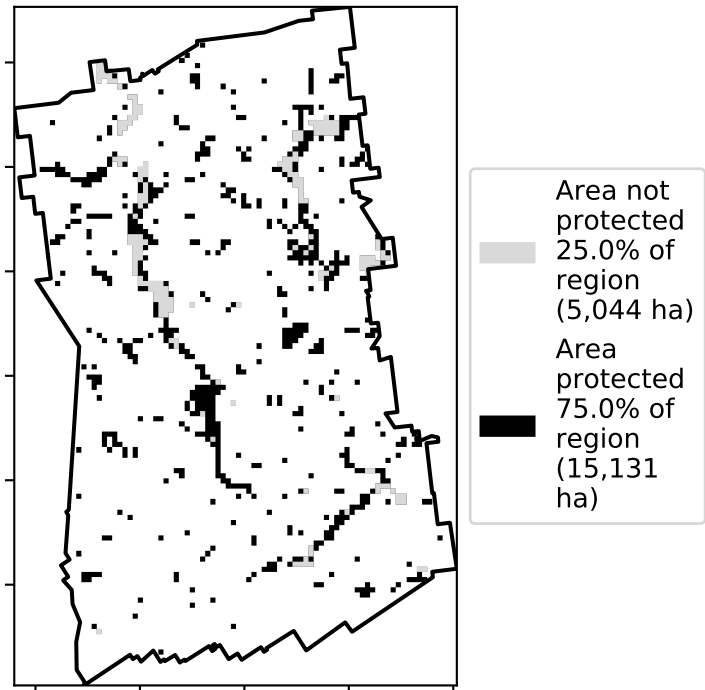 Area not
protected
25.0% of
region
(5,044 ha)
Area
protected
75.0% of
region
(15,131
ha)